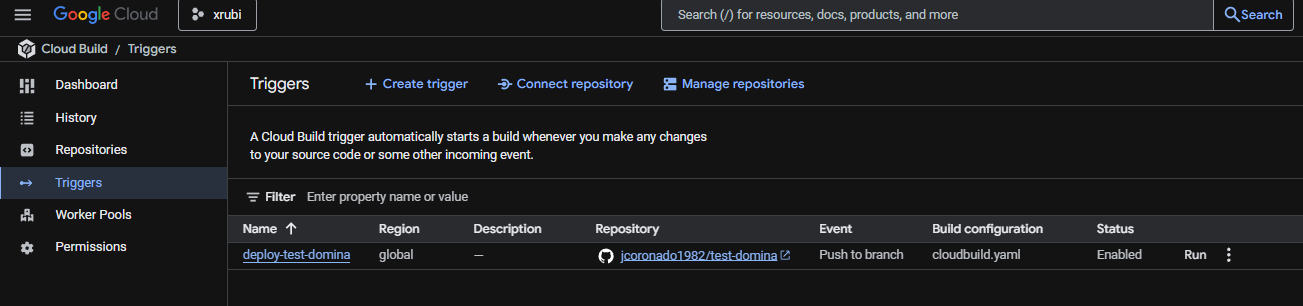 Google Cloud
xrubi
Search (/) for resources, docs, products, and more
Search
Cloud Build / Triggers
Dashboard
History
Repositories
Triggers
Worker Pools
Permissions
Triggers
Create trigger
Connect repository
Manage repositories
A Cloud Build trigger automatically starts a build whenever you make any changes
to your source code or some other incoming event.
Filter Enter property name or value
Name Region Description Repository Event Build configuration Status
deploy-test-domina global — jcoronado1982/test-domina Push to branch cloudbuild.yaml Enabled Run